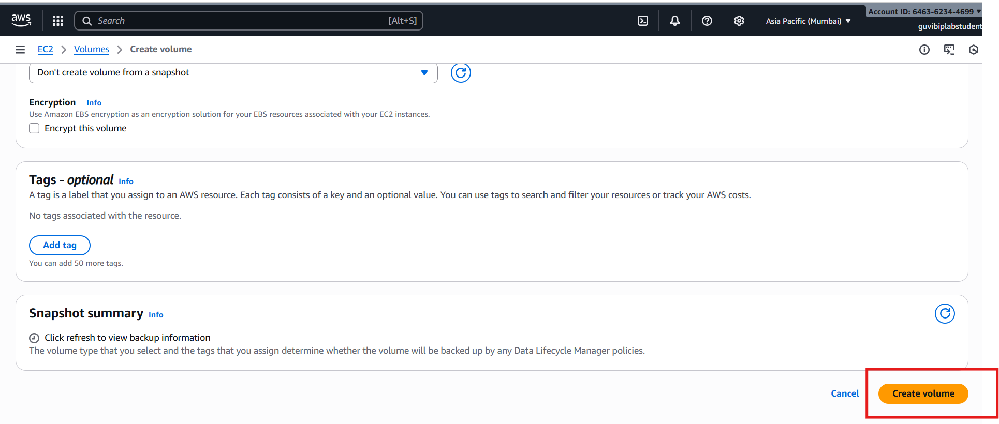 aws
Search [Alt+S]
Asia Pacific (Mumbai)
Account ID: 6463-6234-4699
guvibiplabstudent
EC2 Volumes Create volume
Don't create volume from a snapshot
Encryption Info
Use Amazon EBS encryption as an encryption solution for your EBS resources associated with your EC2 instances.
Encrypt this volume
Tags - optional Info
A tag is a label that you assign to an AWS resource. Each tag consists of a key and an optional value. You can use tags to search and filter your resources or track your AWS costs.
No tags associated with the resource.
Add tag
You can add 50 more tags.
Snapshot summary Info
Click refresh to view backup information
The volume type that you select and the tags that you assign determine whether the volume will be backed up by any Data Lifecycle Manager policies.
Cancel Create volume